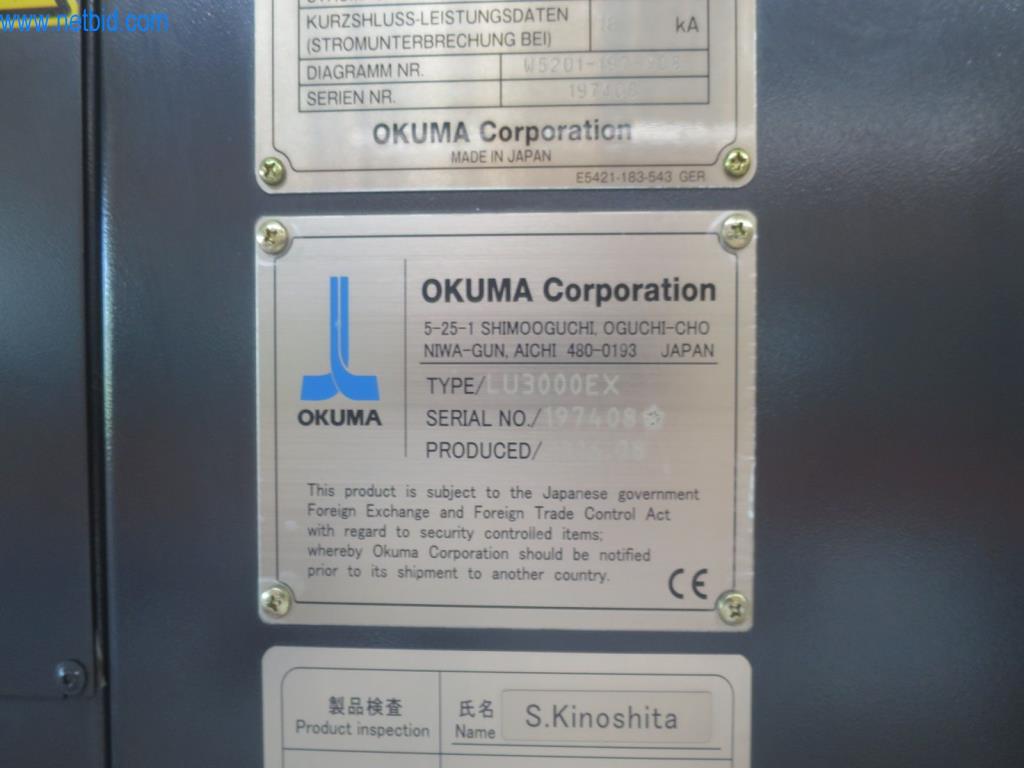 www.netbid.com
KURZSHLUSS-LEISTUNGSDATEN
(STROMUNTERBRECHUNG BEI) kA
DIAGRAMM NR.
SERIEN NR. 197408
OKUMA Corporation
MADE IN JAPAN
E5421-183-543 GER
OKUMA
OKUMA Corporation
5-25-1 SHIMOOGUCHI, OGUCHI-CHO
NIWA-GUN, AICHI 480-0193 JAPAN
TYPE/LU3000EX
SERIAL NO./197408
PRODUCED/
This product is subject to the Japanese government
Foreign Exchange and Foreign Trade Control Act
with regard to security controlled items;
whereby Okuma Corporation should be notified
prior to its shipment to another country.
CE
製品検査
Product inspection
氏名
Name
S.Kinoshita